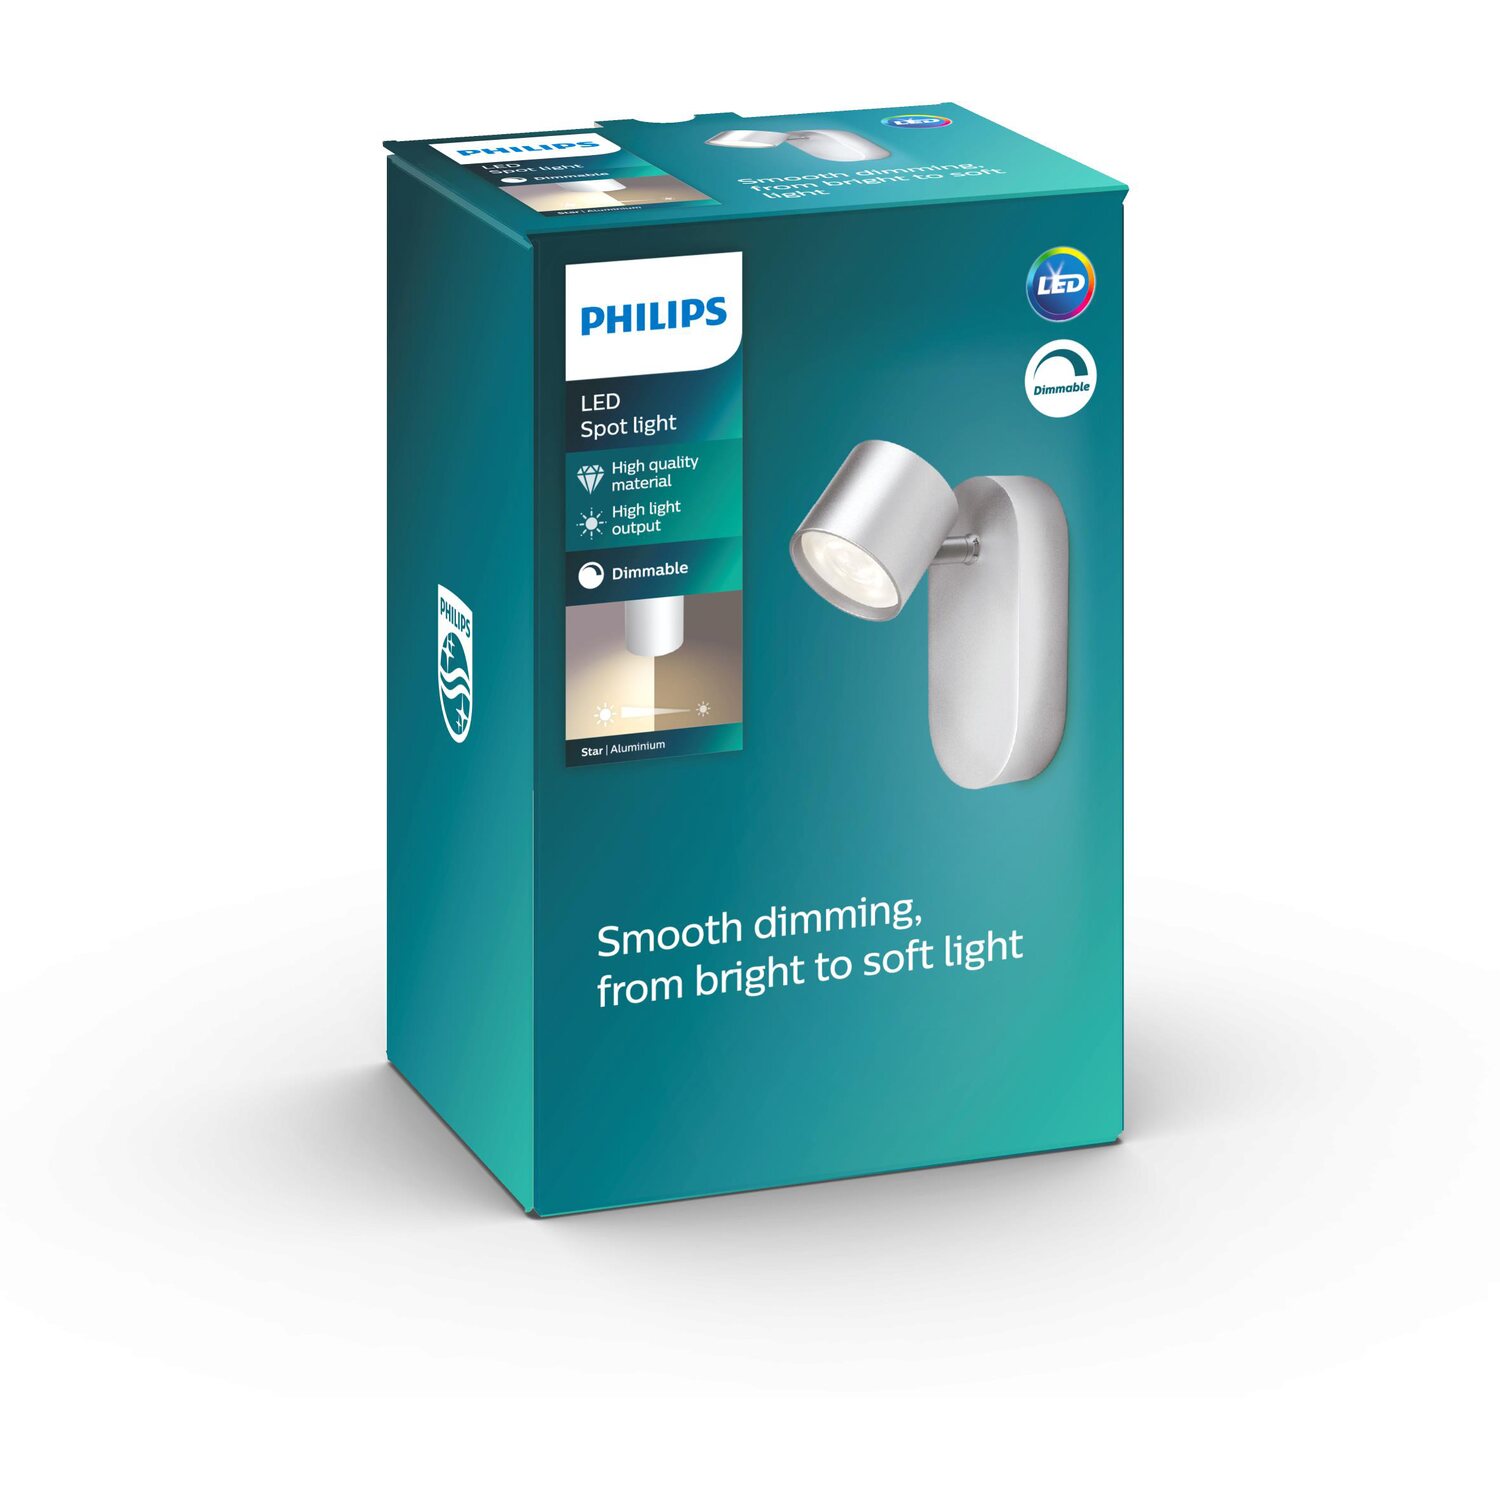 PHILIPS
LED
Spot light
Dimmable
Star | Aluminium
LED
Smooth dimming,
from bright to soft
light
PHILIPS
LED
Spot light
High quality
material
High light
output
Dimmable
Star | Aluminium
LED
Dimmable
PHILIPS
Smooth dimming,
from bright to soft light